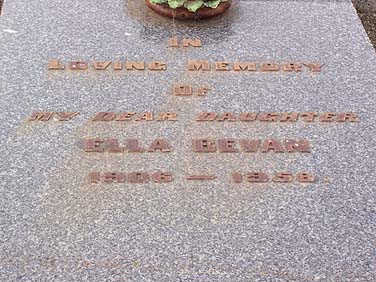 IN
LOVING MEMORY
OF
MY DEAR DAUGHTER
ELLA BEVAN
1906 — 1958.